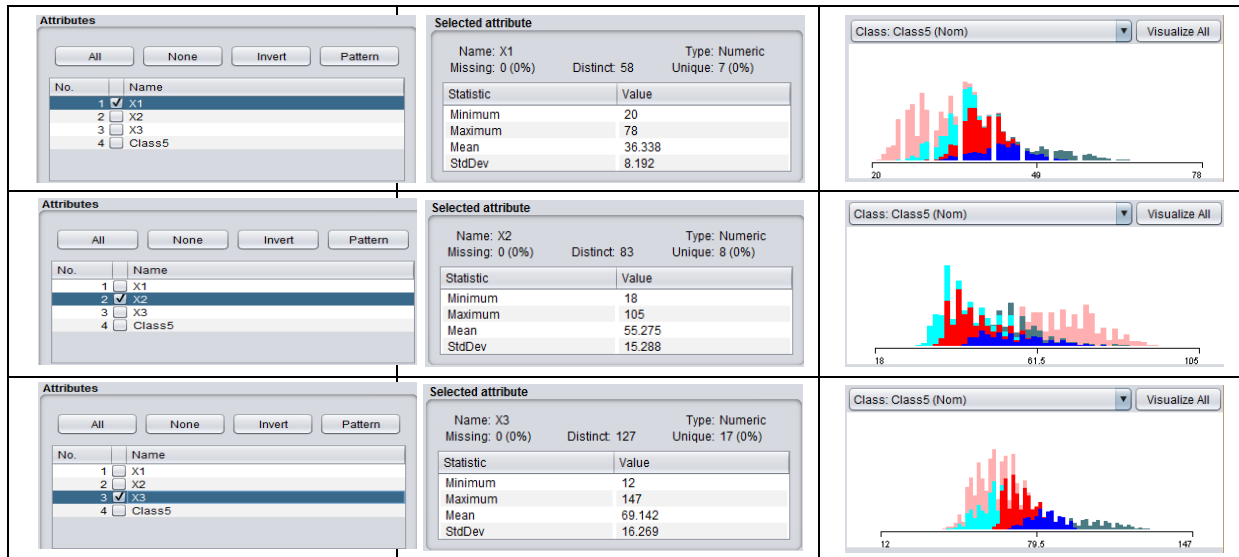 Attributes
All None Invert Pattern
No. Name
1 X1
2 X2
3 X3
4 Class5
Selected attribute
Name: X1 Type: Numeric
Missing: 0 (0%) Distinct: 58 Unique: 7 (0%)
Statistic Value
Minimum 20
Maximum 78
Mean 36.338
StdDev 8.192
Class: Class5 (Nom) Visualize All
20 49 78
Attributes
All None Invert Pattern
No. Name
1 X1
2 X2
3 X3
4 Class5
Selected attribute
Name: X2 Type: Numeric
Missing: 0 (0%) Distinct: 83 Unique: 8 (0%)
Statistic Value
Minimum 18
Maximum 105
Mean 55.275
StdDev 15.288
Class: Class5 (Nom) Visualize All
18 61.5 105
Attributes
All None Invert Pattern
No. Name
1 X1
2 X2
3 X3
4 Class5
Selected attribute
Name: X3 Type: Numeric
Missing: 0 (0%) Distinct: 127 Unique: 17 (0%)
Statistic Value
Minimum 12
Maximum 147
Mean 69.142
StdDev 16.269
Class: Class5 (Nom) Visualize All
12 79.5 147